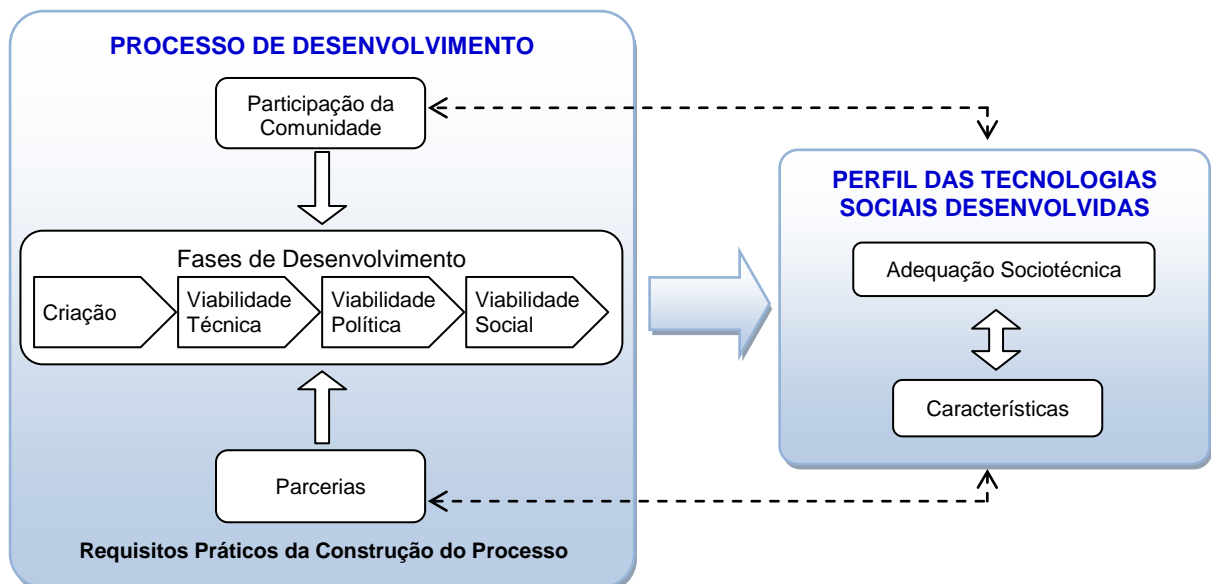 PROCESSO DE DESENVOLVIMENTO
Participação da
Comunidade
Fases de Desenvolvimento
Criação
Viabilidade
Técnica
Viabilidade
Política
Viabilidade
Social
Parcerias
Requisitos Práticos da Construção do Processo
PERFIL DAS TECNOLOGIAS
SOCIAIS DESENVOLVIDAS
Adequação Sociotécnica
Características